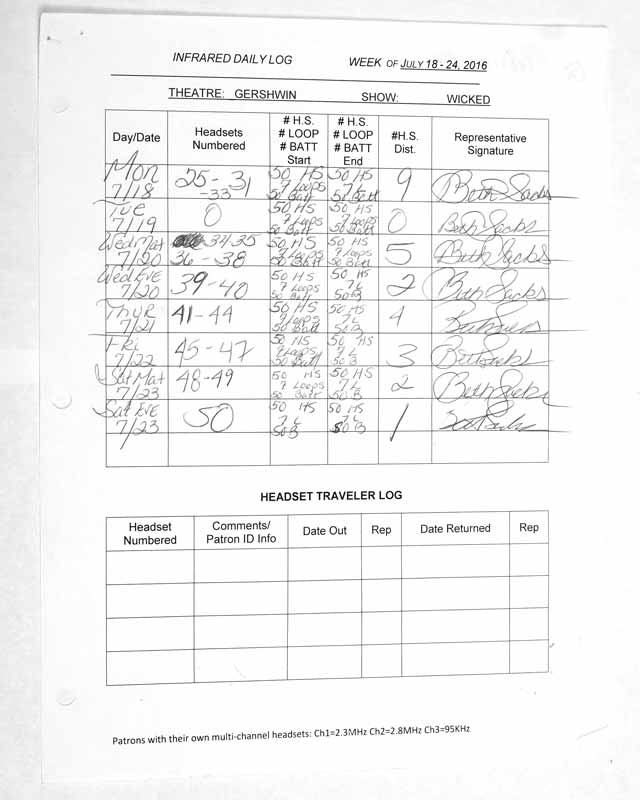 INFRARED DAILY LOG WEEK OF JULY 18 - 24, 2016
THEATRE: GERSHWIN SHOW: WICKED
Day/Date Headsets Numbered # H.S. # LOOP # BATT Start # H.S. # LOOP # BATT End #H.S. Dist. Representative Signature
Mon 7/18 25 - 31 -33 50 HS 7 Loops 50 Batt 50 HS 7 L 50 Batt 9 Beth Sacks
Tue 7/19 0 50 HS 7 Loops 50 Batt 50 HS 7 Loops 50 Batt 0 Beth Sacks
Wed Mat 7/20 34-35 36 - 38 50 HS 7 Loops 50 Batt 50 HS 7 Loops 50 Batt 5 Beth Sacks
Wed Eve 7/20 39 - 40 50 HS 7 Loops 50 Batt 50 HS 7 L 50 B 2 Beth Sacks
Thur 7/21 41 - 44 50 HS 7 Loops 50 Batt 50 HS 7 L 50 B 4 Beth Sacks
Fri 7/22 45 - 47 50 HS 7 Loops 50 Batt 50 HS 7 L 50 B 3 Beth Sacks
Sat Mat 7/23 48-49 50 HS 7 Loops 50 Batt 50 HS 7 L 50 B 2 Beth Sacks
Sat Eve 7/23 50 50 HS 7 L 50 B 50 HS 7 L 50 B 1 Beth Sacks
HEADSET TRAVELER LOG
Headset Numbered Comments/ Patron ID Info Date Out Rep Date Returned Rep
Patrons with their own multi-channel headsets: Ch1=2.3MHz Ch2=2.8MHz Ch3=95KHz